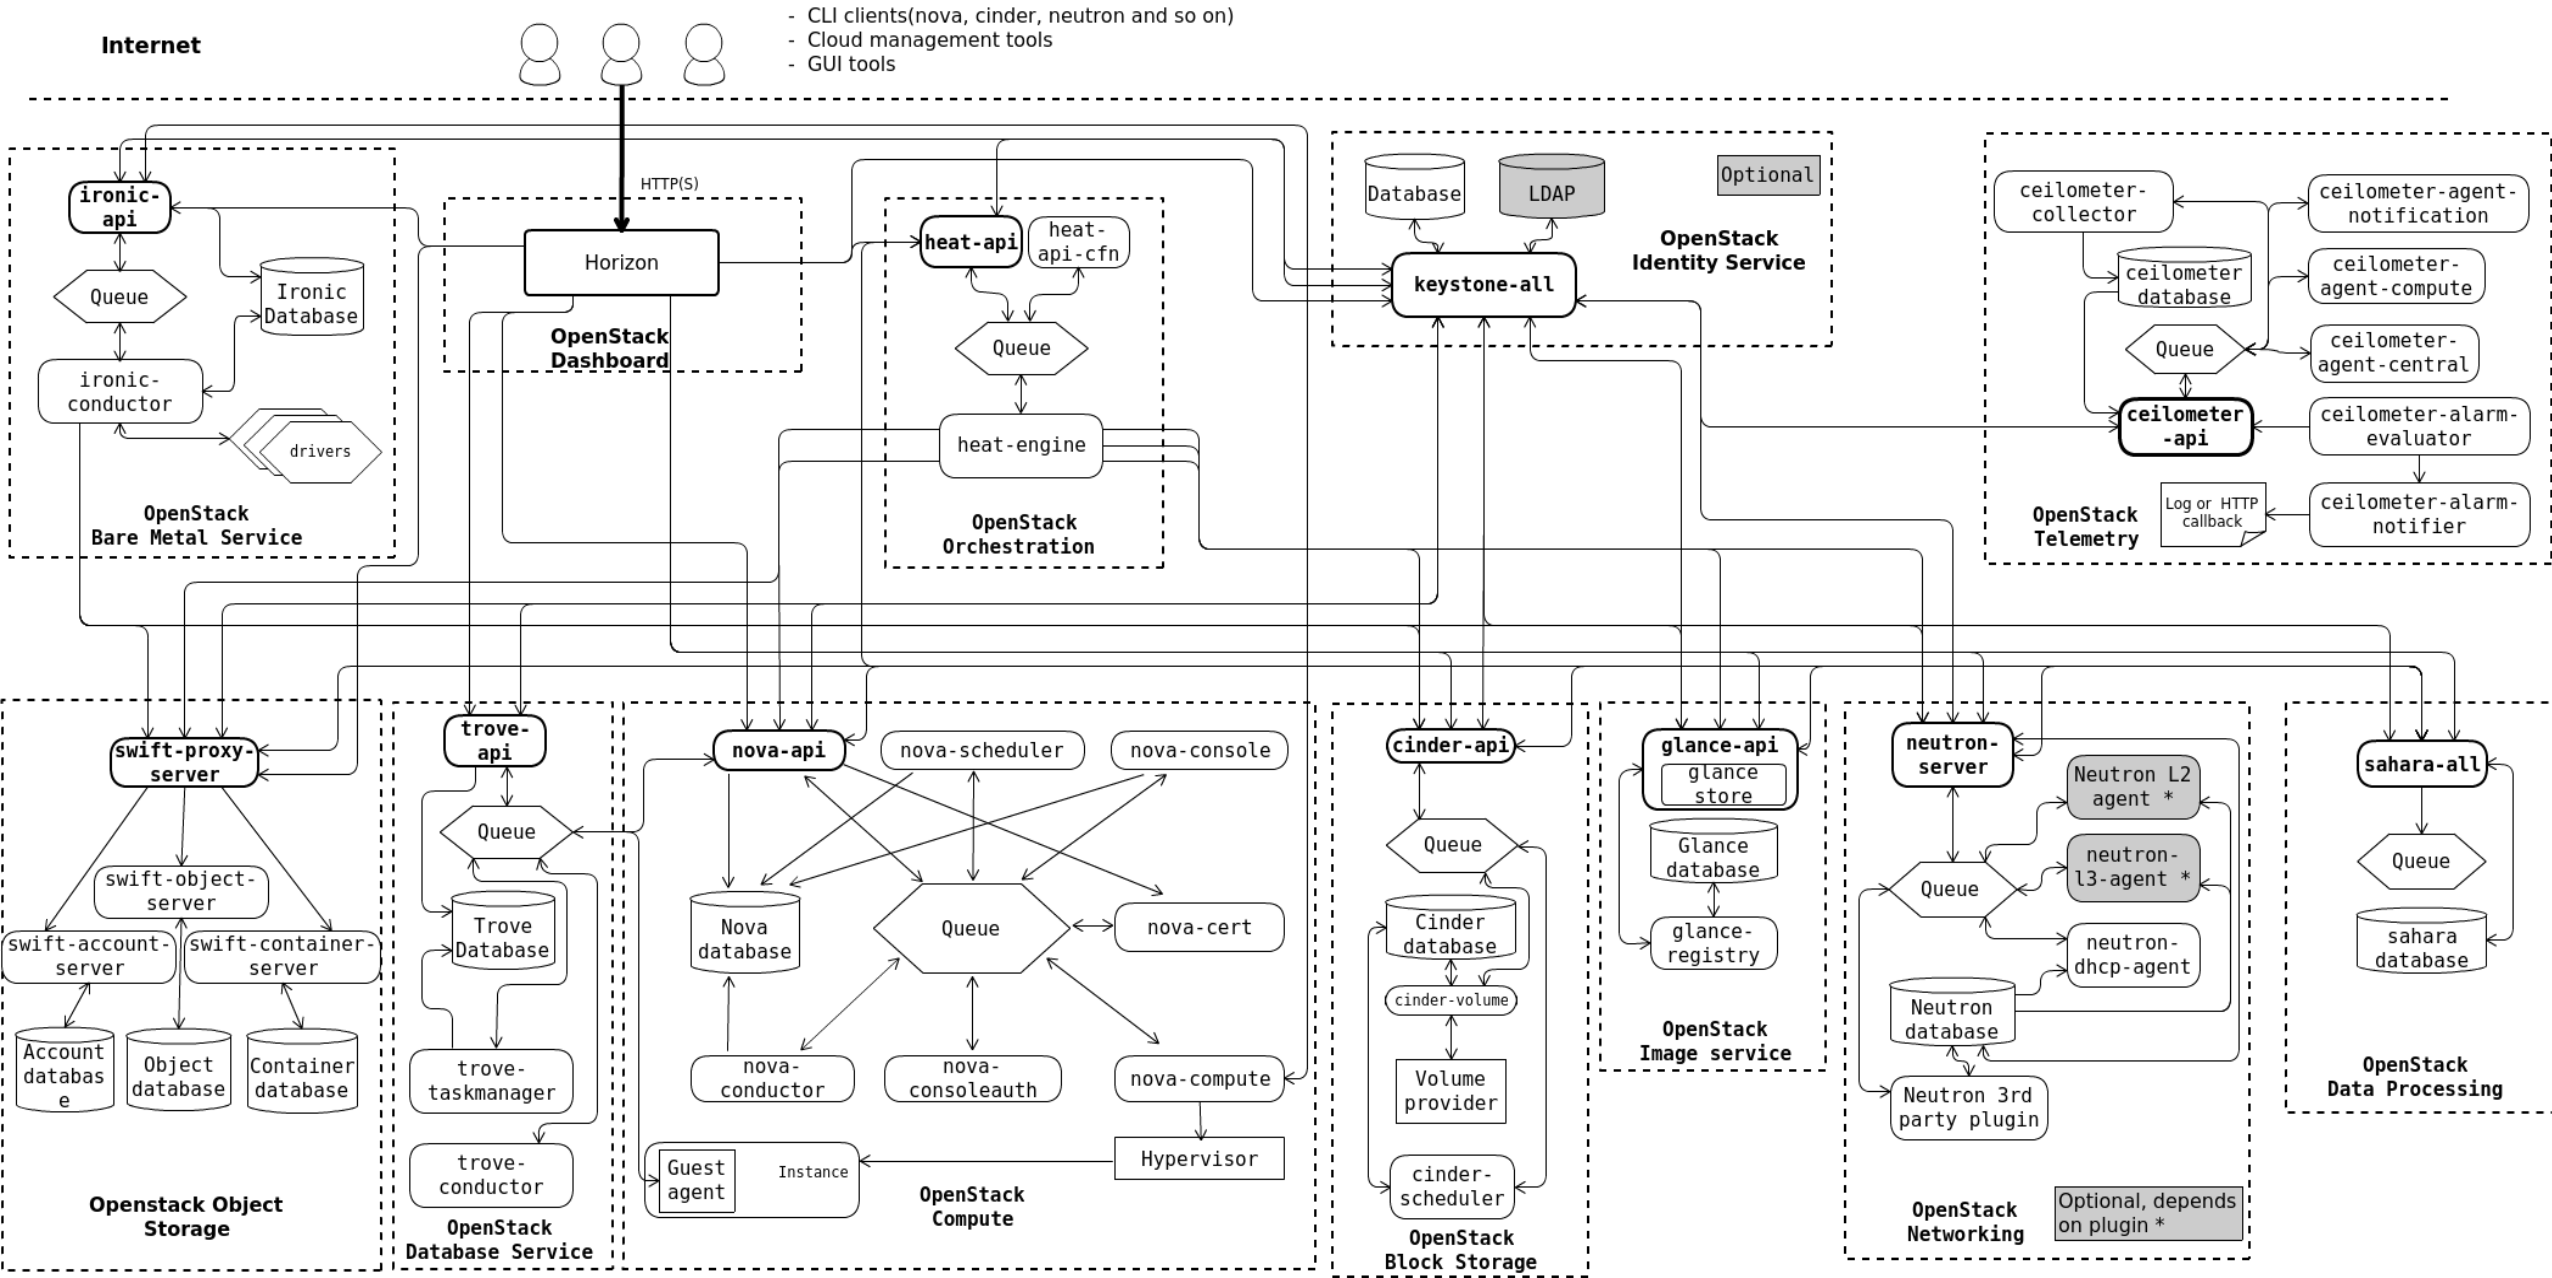 Internet
- CLI clients(nova, cinder, neutron and so on)
- Cloud management tools
- GUI tools
HTTP(S)
ironic-
api
Queue
Ironic
Database
ironic-
conductor
drivers
OpenStack
Bare Metal Service
Horizon
OpenStack
Dashboard
heat-api
heat-
api-cfn
Queue
heat-engine
OpenStack
Orchestration
Database
LDAP
Optional
OpenStack
Identity Service
keystone-all
ceilometer-
collector
ceilometer-agent-
notification
ceilometer
database
ceilometer-
agent-compute
Queue
ceilometer-
agent-central
ceilometer
-api
ceilometer-alarm-
evaluator
Log or HTTP
callback
ceilometer-alarm-
notifier
OpenStack
Telemetry
swift-proxy-
server
swift-object-
server
swift-account-
server
swift-container-
server
Account
databas
e
Object
database
Container
database
Openstack Object
Storage
trove-
api
Queue
Trove
Database
trove-
taskmanager
trove-
conductor
OpenStack
Database Service
nova-api
nova-scheduler
nova-console
Nova
database
Queue
nova-cert
nova-
conductor
nova-
consoleauth
nova-compute
Guest
agent
Instance
Hypervisor
OpenStack
Compute
cinder-api
Queue
Cinder
database
cinder-volume
Volume
provider
cinder-
scheduler
OpenStack
Block Storage
glance-api
glance
store
Glance
database
glance-
registry
OpenStack
Image service
neutron-
server
Neutron L2
agent *
neutron-
l3-agent *
Queue
neutron-
dhcp-agent
Neutron
database
Neutron 3rd
party plugin
OpenStack
Networking
Optional, depends
on plugin *
sahara-all
Queue
sahara
database
OpenStack
Data Processing